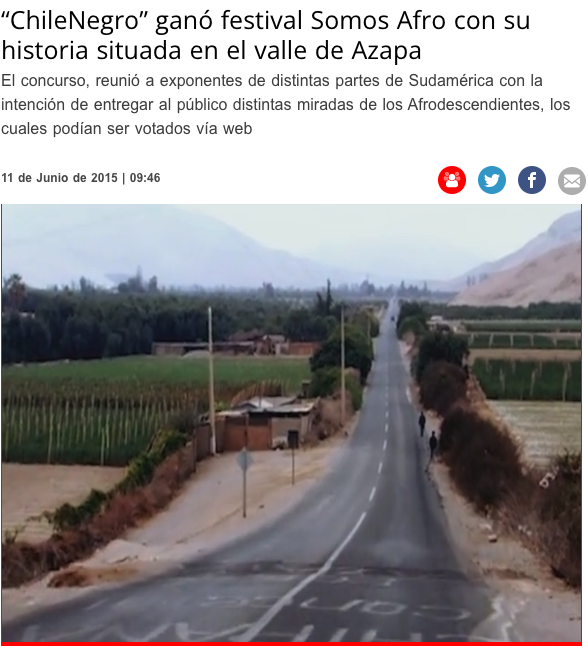 “ChileNegro” ganó festival Somos Afro con su
historia situada en el valle de Azapa
El concurso, reunió a exponentes de distintas partes de Sudamérica con la
intención de entregar al público distintas miradas de los Afrodescendientes, los
cuales podían ser votados vía web
11 de Junio de 2015 | 09:46